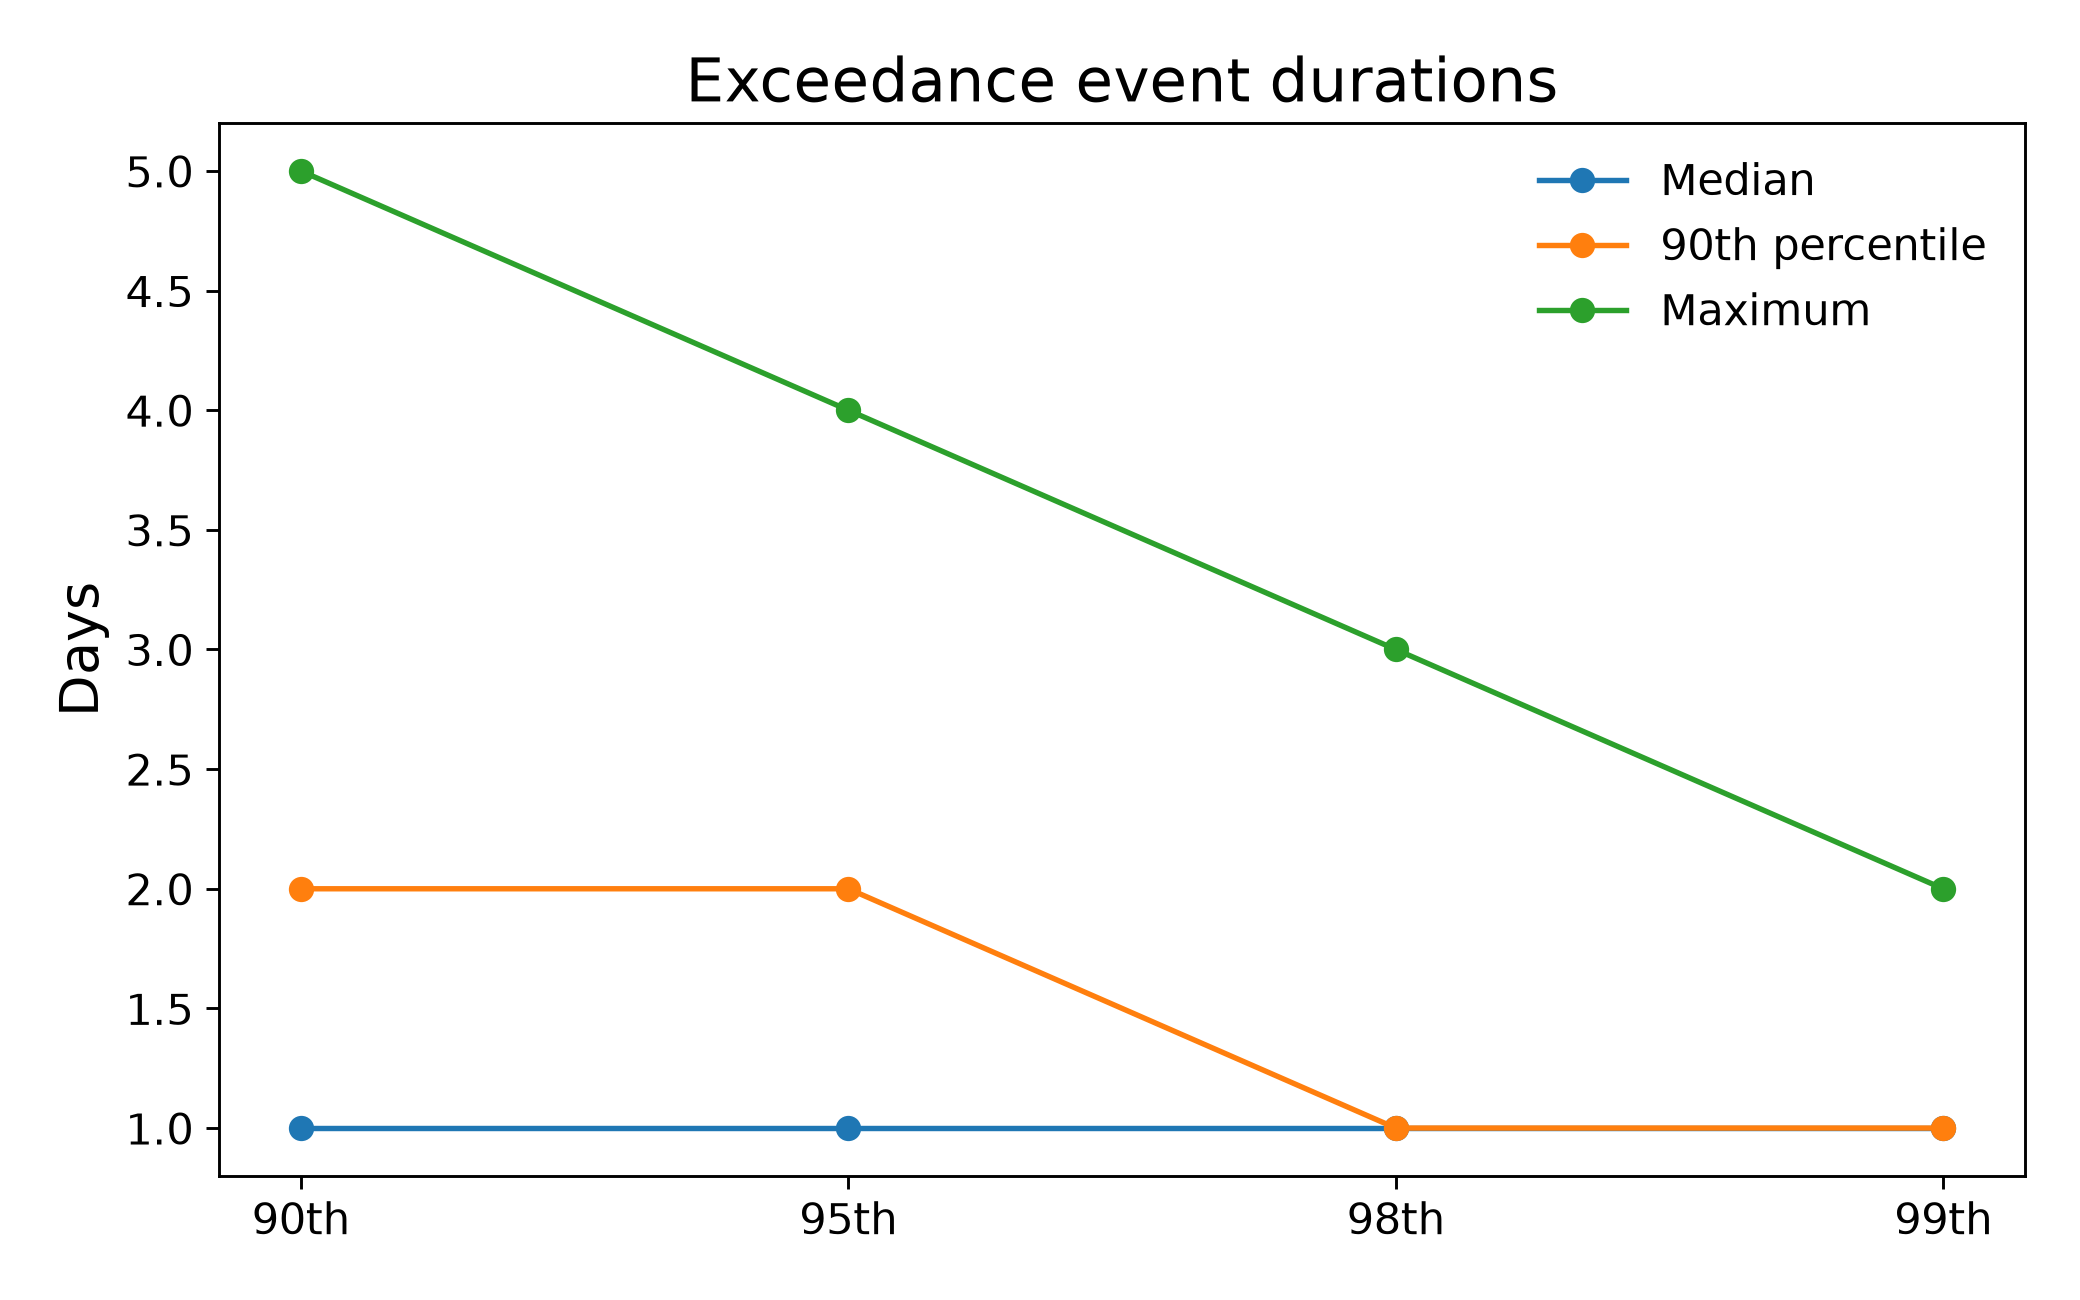 Exceedance event durations
Median
90th percentile
Maximum
5.0
4.5
4.0
3.5
3.0
2.5
2.0
1.5
1.0
Days
90th
95th
98th
99th